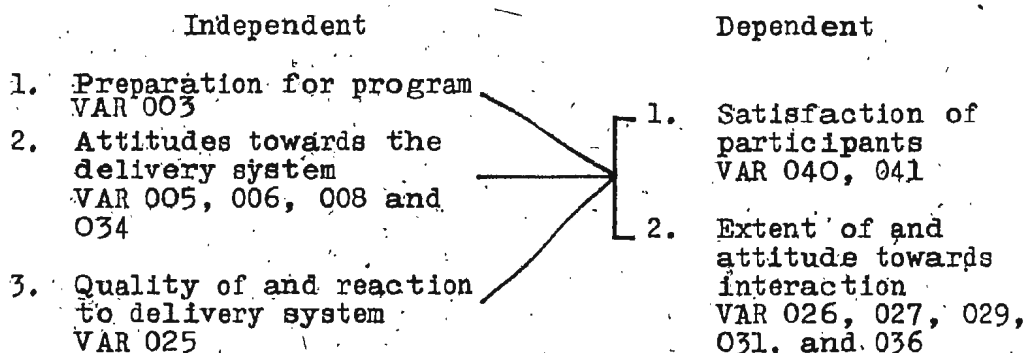 Independent
1. Preparation for program
VAR 003
2. Attitudes towards the
delivery system
VAR 005, 006, 008 and
034
3. Quality of and reaction
to delivery system
VAR 025
Dependent
1. Satisfaction of
participants
VAR 040, 041
2. Extent of and
attitude towards
interaction
VAR 026, 027, 029,
031, and 036